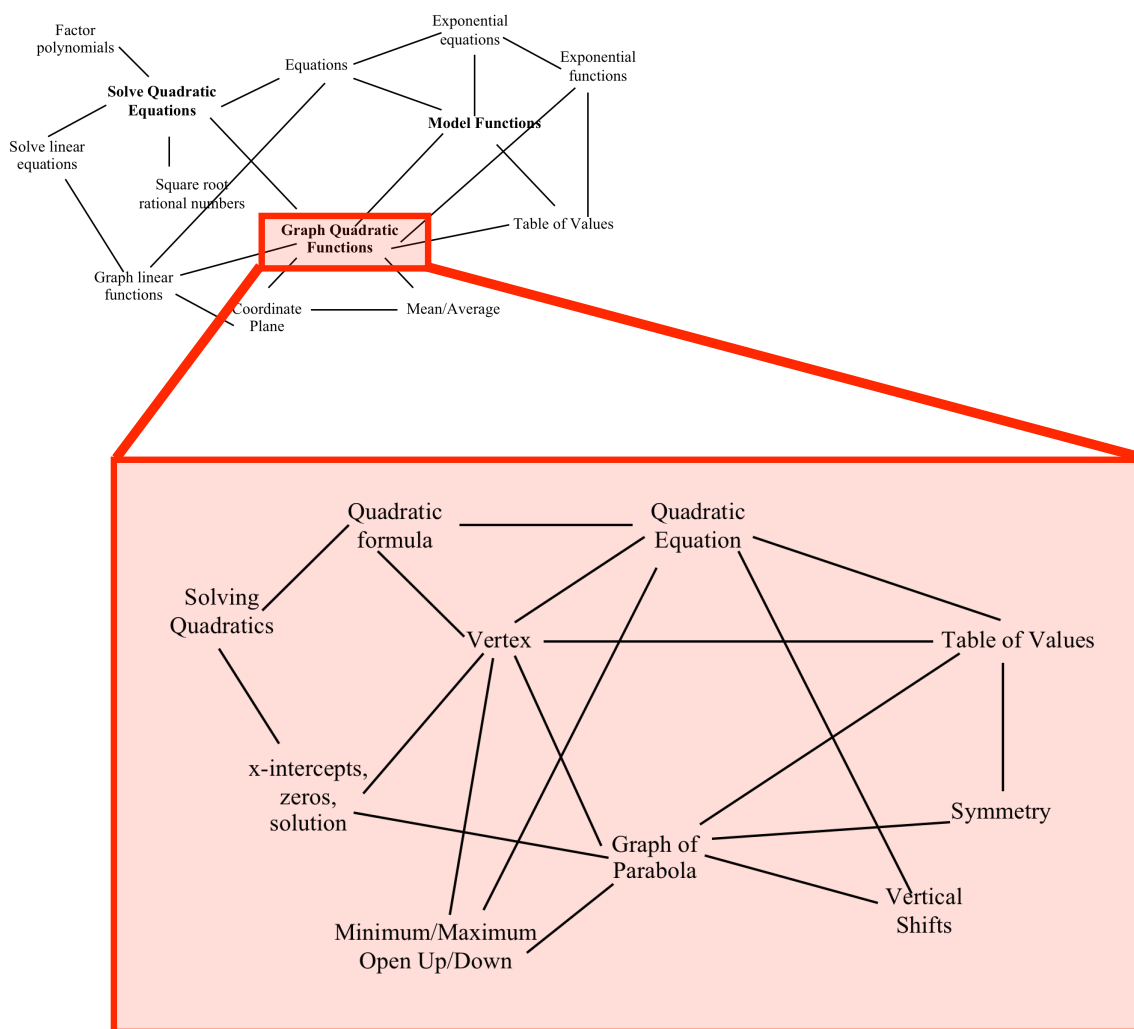 Factor
polynomials
Exponential
equations
Equations
Exponential
functions
Solve Quadratic
Equations
Model Functions
Solve linear
equations
Square root
rational numbers
Table of Values
Graph Quadratic
Functions
Graph linear
functions
Coordinate
Plane
Mean/Average
Quadratic
formula
Quadratic
Equation
Solving
Quadratics
Vertex
Table of Values
x-intercepts,
zeros,
solution
Symmetry
Graph of
Parabola
Vertical
Shifts
Minimum/Maximum
Open Up/Down